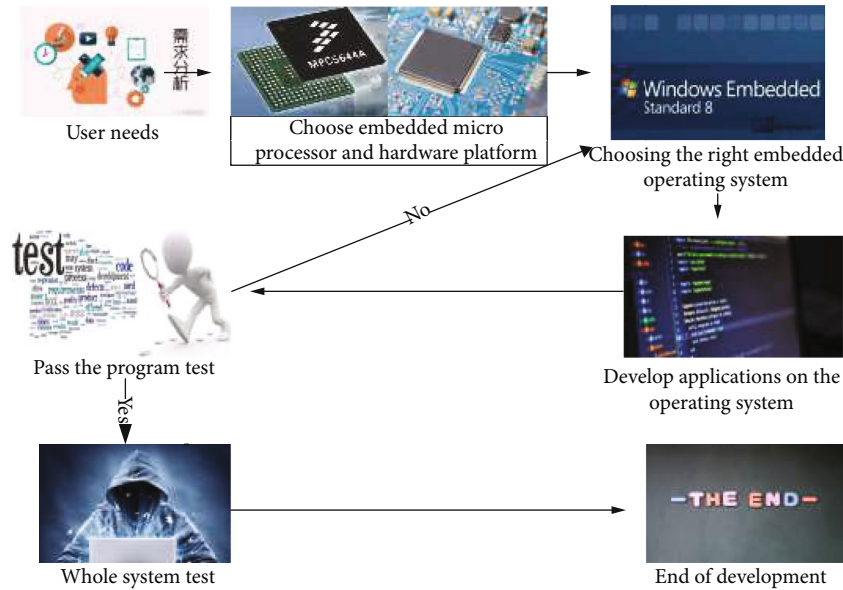 需求分析
MPC5644A
Windows Embedded
Standard 8
User needs
Choose embedded micro
processor and hardware platform
Choosing the right embedded
operating system
No
test
code
Pass the program test
Develop applications on the
operating system
Yes
THE END
Whole system test
End of development